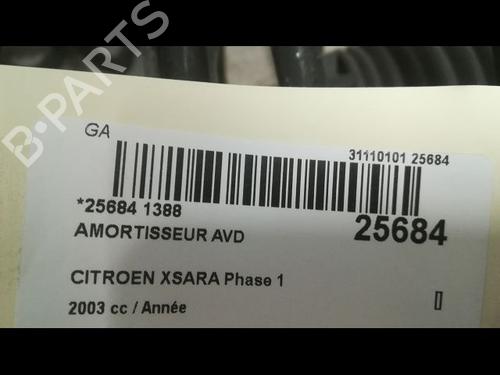 B-PARTS
GA
31110101 25684
*25684 1388
25684
AMORTISSEUR AVD
CITROEN XSARA Phase 1
2003 cc / Année